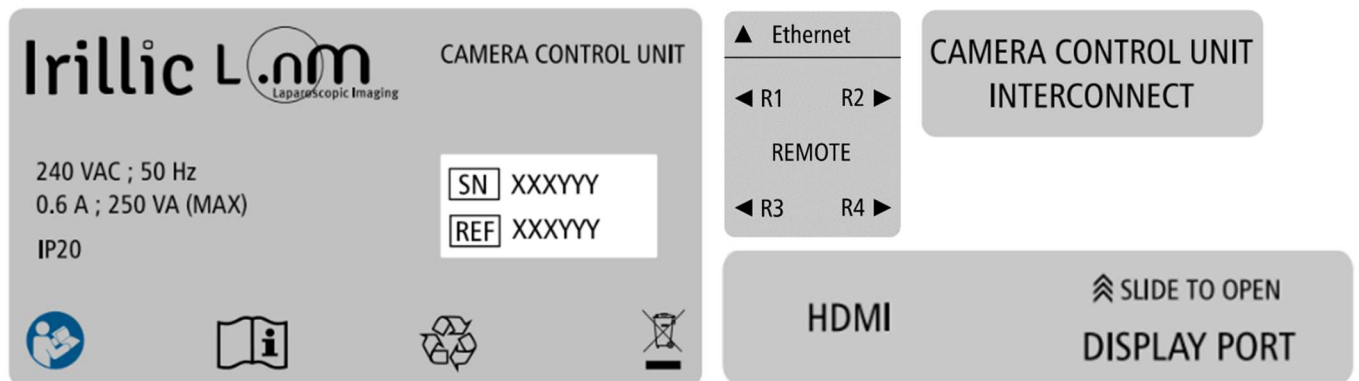 Irillic L.nm
Laparoscopic Imaging
CAMERA CONTROL UNIT
240 VAC ; 50 Hz
0.6 A ; 250 VA (MAX)
IP20
SN XXXYYY
REF XXXYYY
▲ Ethernet
◀ R1 R2 ▶
REMOTE
◀ R3 R4 ▶
CAMERA CONTROL UNIT
INTERCONNECT
HDMI
SLIDE TO OPEN
DISPLAY PORT